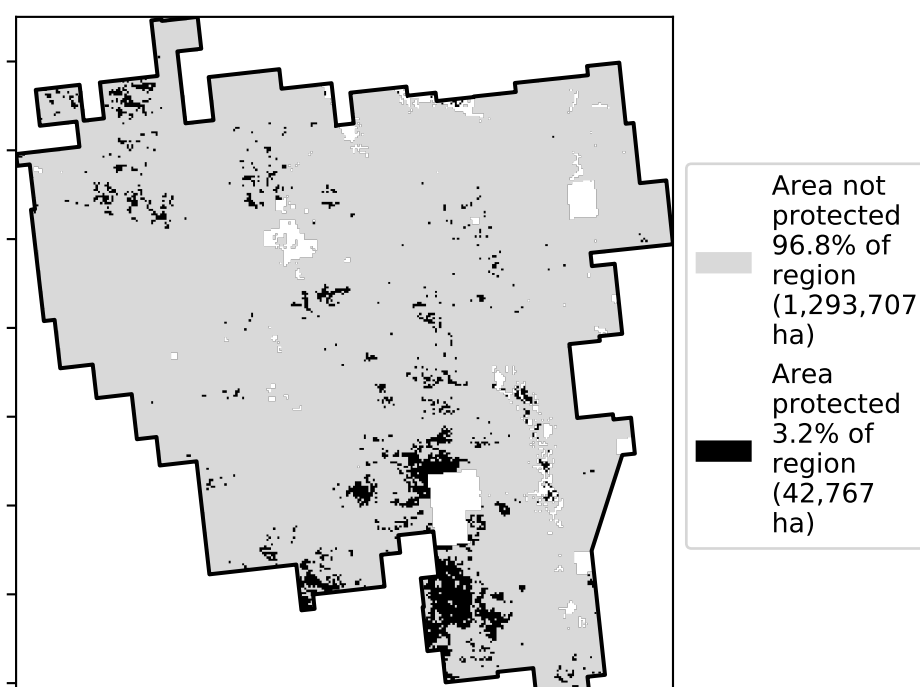 Area not
protected
96.8% of
region
(1,293,707
ha)
Area
protected
3.2% of
region
(42,767
ha)